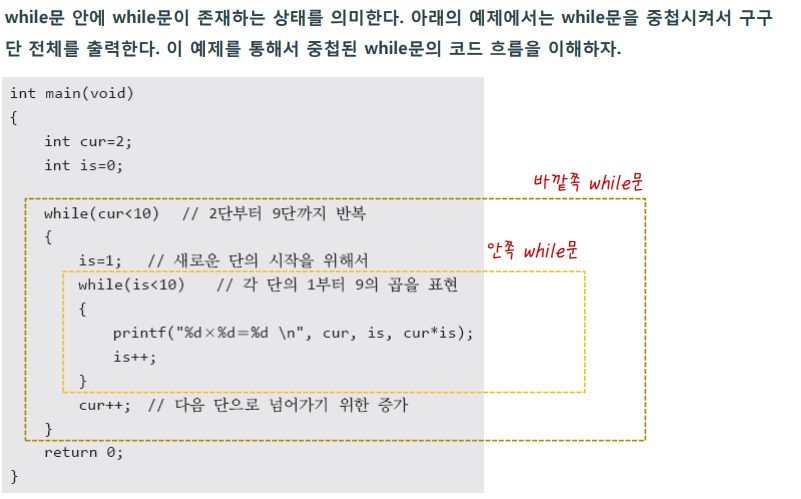 while문 안에 while문이 존재하는 상태를 의미한다. 아래의 예제에서는 while문을 중첩시켜서 구구
단 전체를 출력한다. 이 예제를 통해서 중첩된 while문의 코드 흐름을 이해하자.
int main(void)
{
    int cur=2;
    int is=0;
바깥쪽 while문
    while(cur<10)  // 2단부터 9단까지 반복
    {
안쪽 while문
        is=1;  // 새로운 단의 시작을 위해서
        while(is<10)  // 각 단의 1부터 9의 곱을 표현
        {
            printf("%d×%d=%d \n", cur, is, cur*is);
            is++;
        }
        cur++;  // 다음 단으로 넘어가기 위한 증가
    }
    return 0;
}